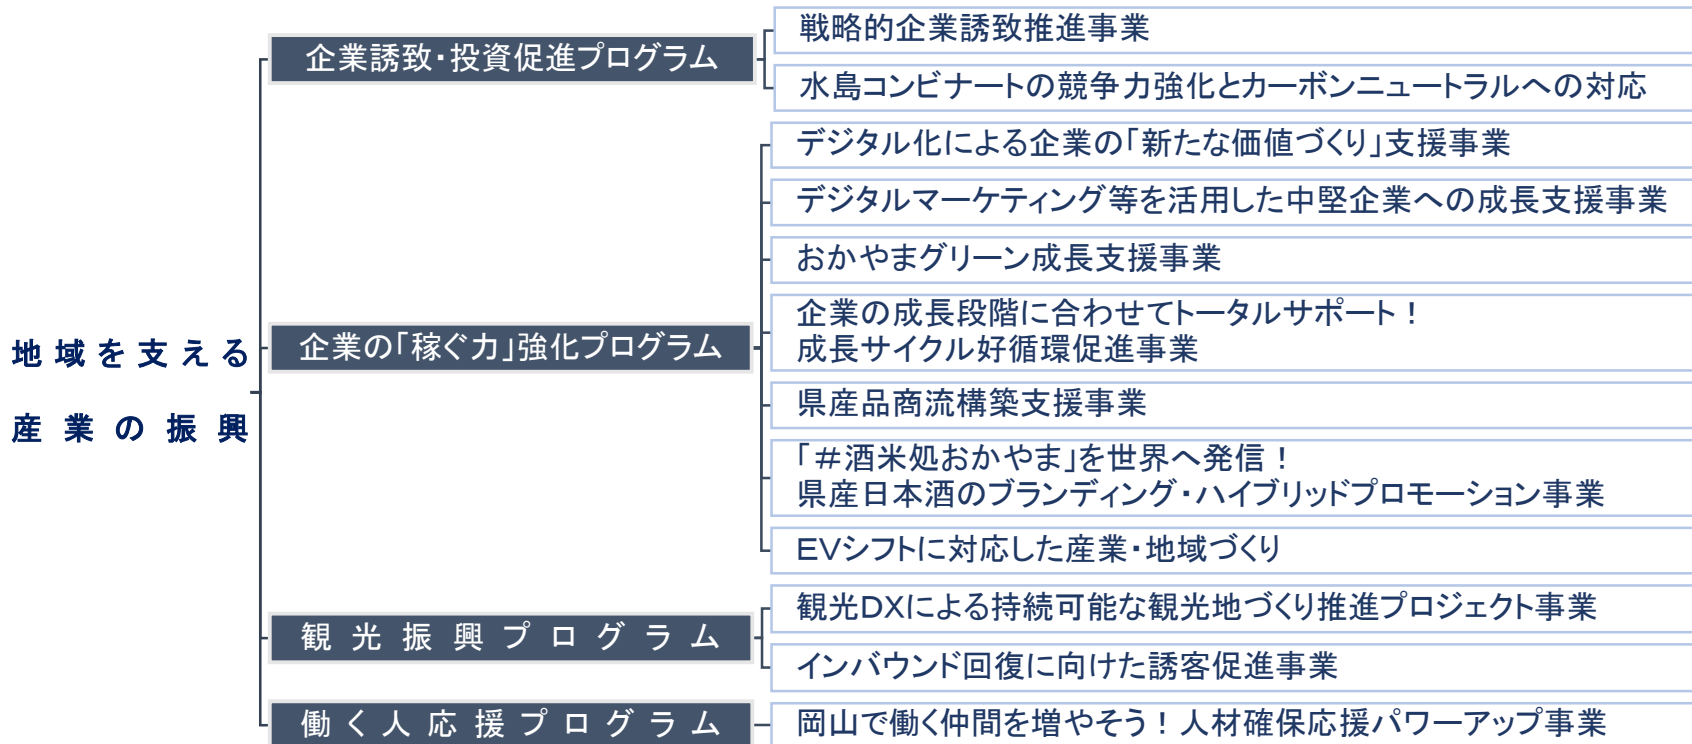 地域を支える
産業の振興
企業誘致・投資促進プログラム
戦略的企業誘致推進事業
水島コンビナートの競争力強化とカーボンニュートラルへの対応
企業の「稼ぐ力」強化プログラム
デジタル化による企業の「新たな価値づくり」支援事業
デジタルマーケティング等を活用した中堅企業への成長支援事業
おかやまグリーン成長支援事業
企業の成長段階に合わせてトータルサポート！
成長サイクル好循環促進事業
県産品商流構築支援事業
「＃酒米処おかやま」を世界へ発信！
県産日本酒のブランディング・ハイブリッドプロモーション事業
EVシフトに対応した産業・地域づくり
観光振興プログラム
観光DXによる持続可能な観光地づくり推進プロジェクト事業
インバウンド回復に向けた誘客促進事業
働く人応援プログラム
岡山で働く仲間を増やそう！人材確保応援パワーアップ事業